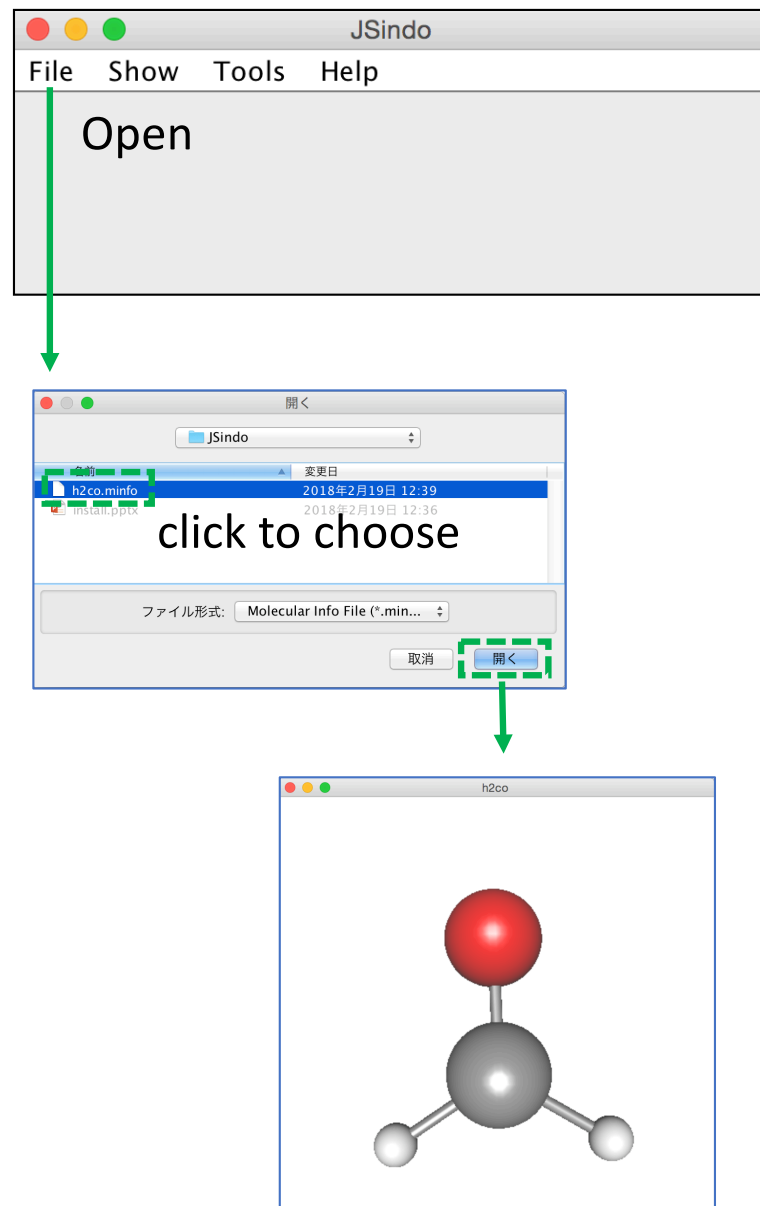 JSindo
File Show Tools Help
Open
開く
JSindo
名前 変更日
h2co.minfo 2018年2月19日 12:39
install.pptx 2018年2月19日 12:36
click to choose
ファイル形式: Molecular Info File (*.min...
取消 開く
h2co